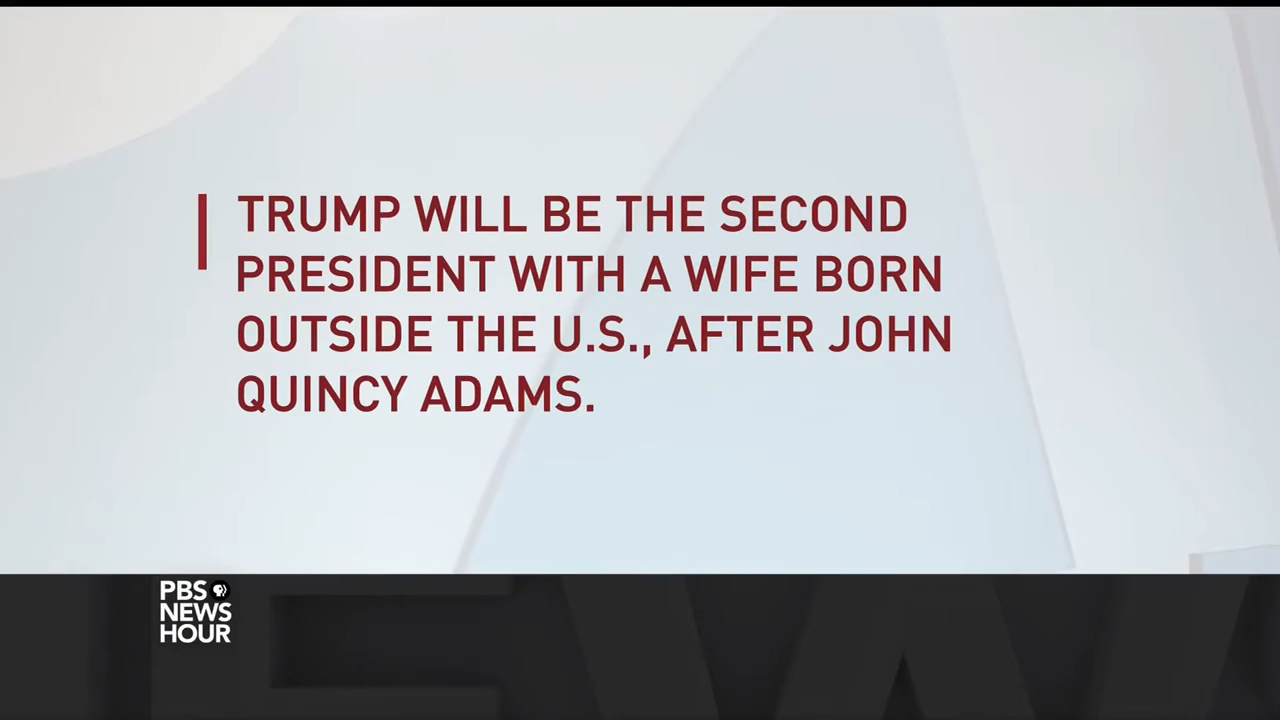 TRUMP WILL BE THE SECOND
PRESIDENT WITH A WIFE BORN
OUTSIDE THE U.S., AFTER JOHN
QUINCY ADAMS.
PBS
NEWS
HOUR